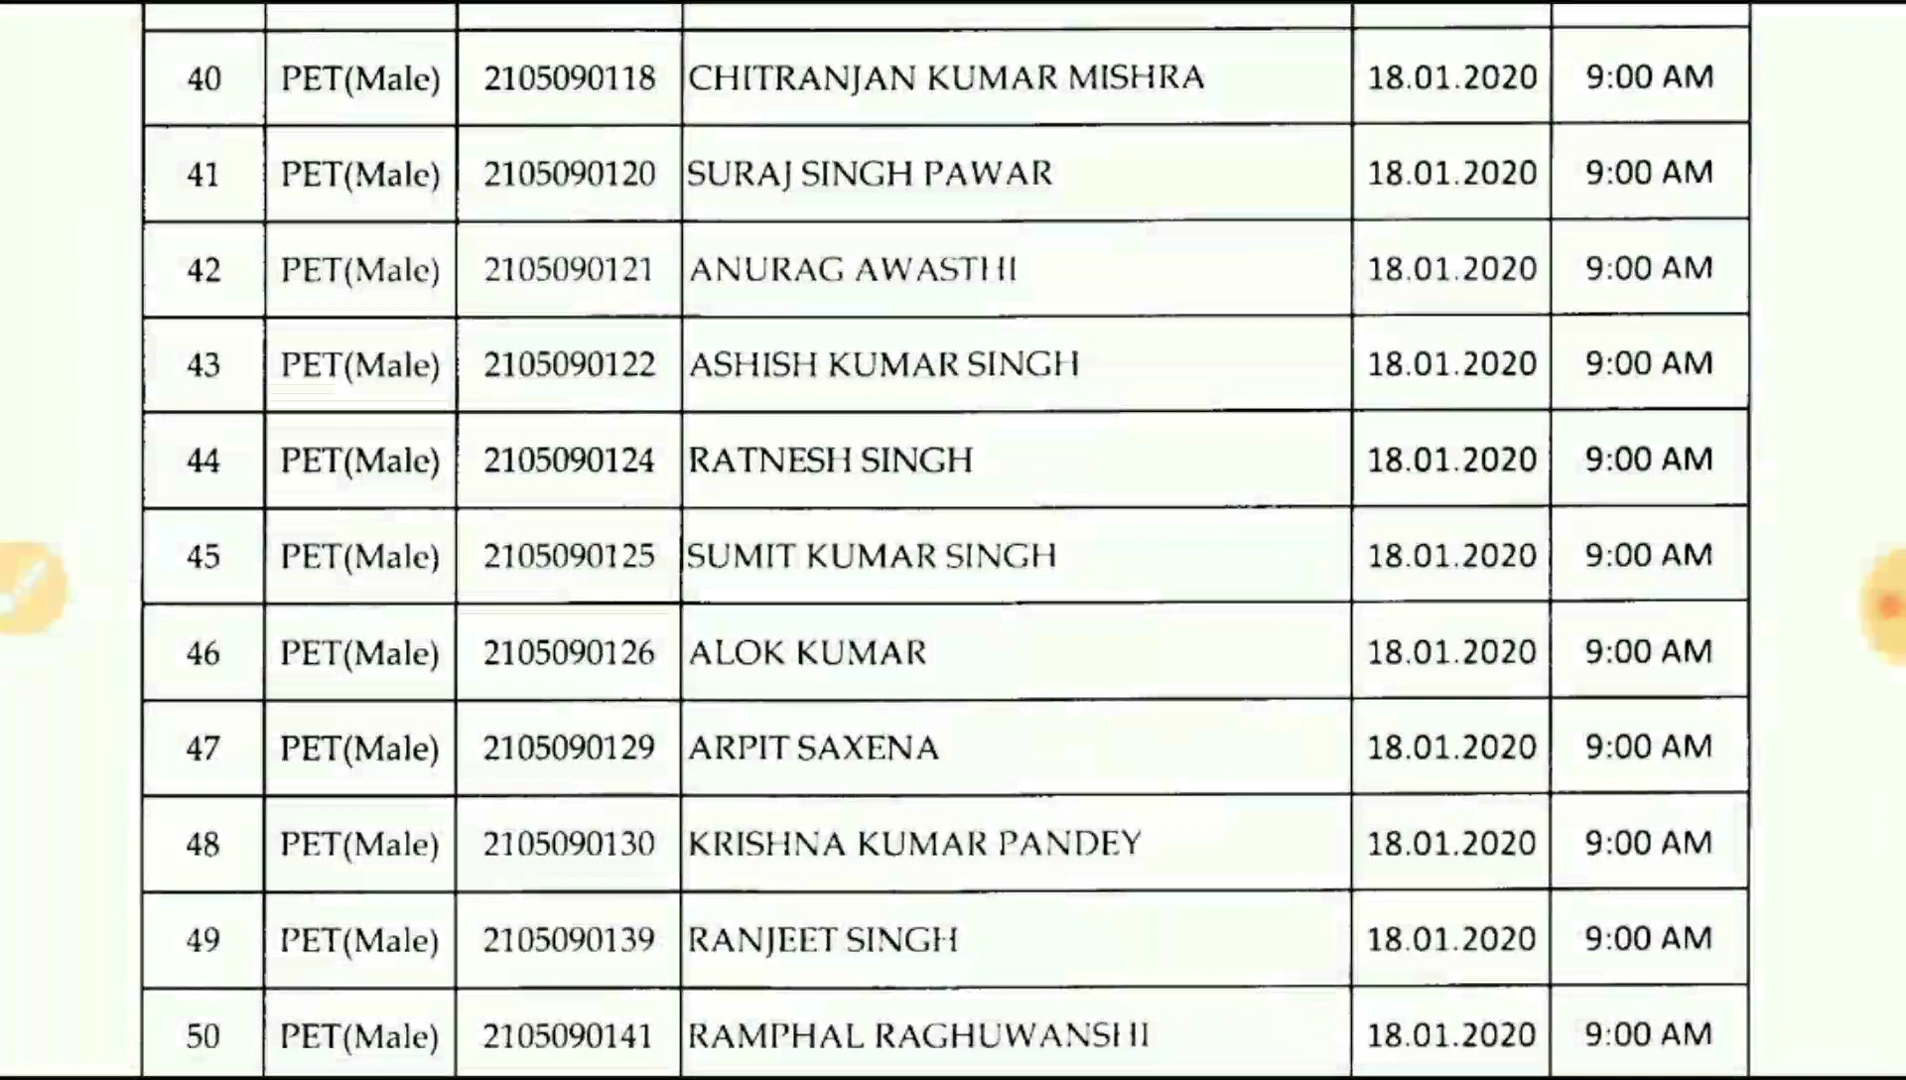 40 PET(Male) 2105090118 CHITRANJAN KUMAR MISHRA 18.01.2020 9:00 AM
41 PET(Male) 2105090120 SURAJ SINGH PAWAR 18.01.2020 9:00 AM
42 PET(Male) 2105090121 ANURAG AWASTHI 18.01.2020 9:00 AM
43 PET(Male) 2105090122 ASHISH KUMAR SINGH 18.01.2020 9:00 AM
44 PET(Male) 2105090124 RATNESH SINGH 18.01.2020 9:00 AM
45 PET(Male) 2105090125 SUMIT KUMAR SINGH 18.01.2020 9:00 AM
46 PET(Male) 2105090126 ALOK KUMAR 18.01.2020 9:00 AM
47 PET(Male) 2105090129 ARPIT SAXENA 18.01.2020 9:00 AM
48 PET(Male) 2105090130 KRISHNA KUMAR PANDEY 18.01.2020 9:00 AM
49 PET(Male) 2105090139 RANJEET SINGH 18.01.2020 9:00 AM
50 PET(Male) 2105090141 RAMPHAL RAGHUWANSHI 18.01.2020 9:00 AM